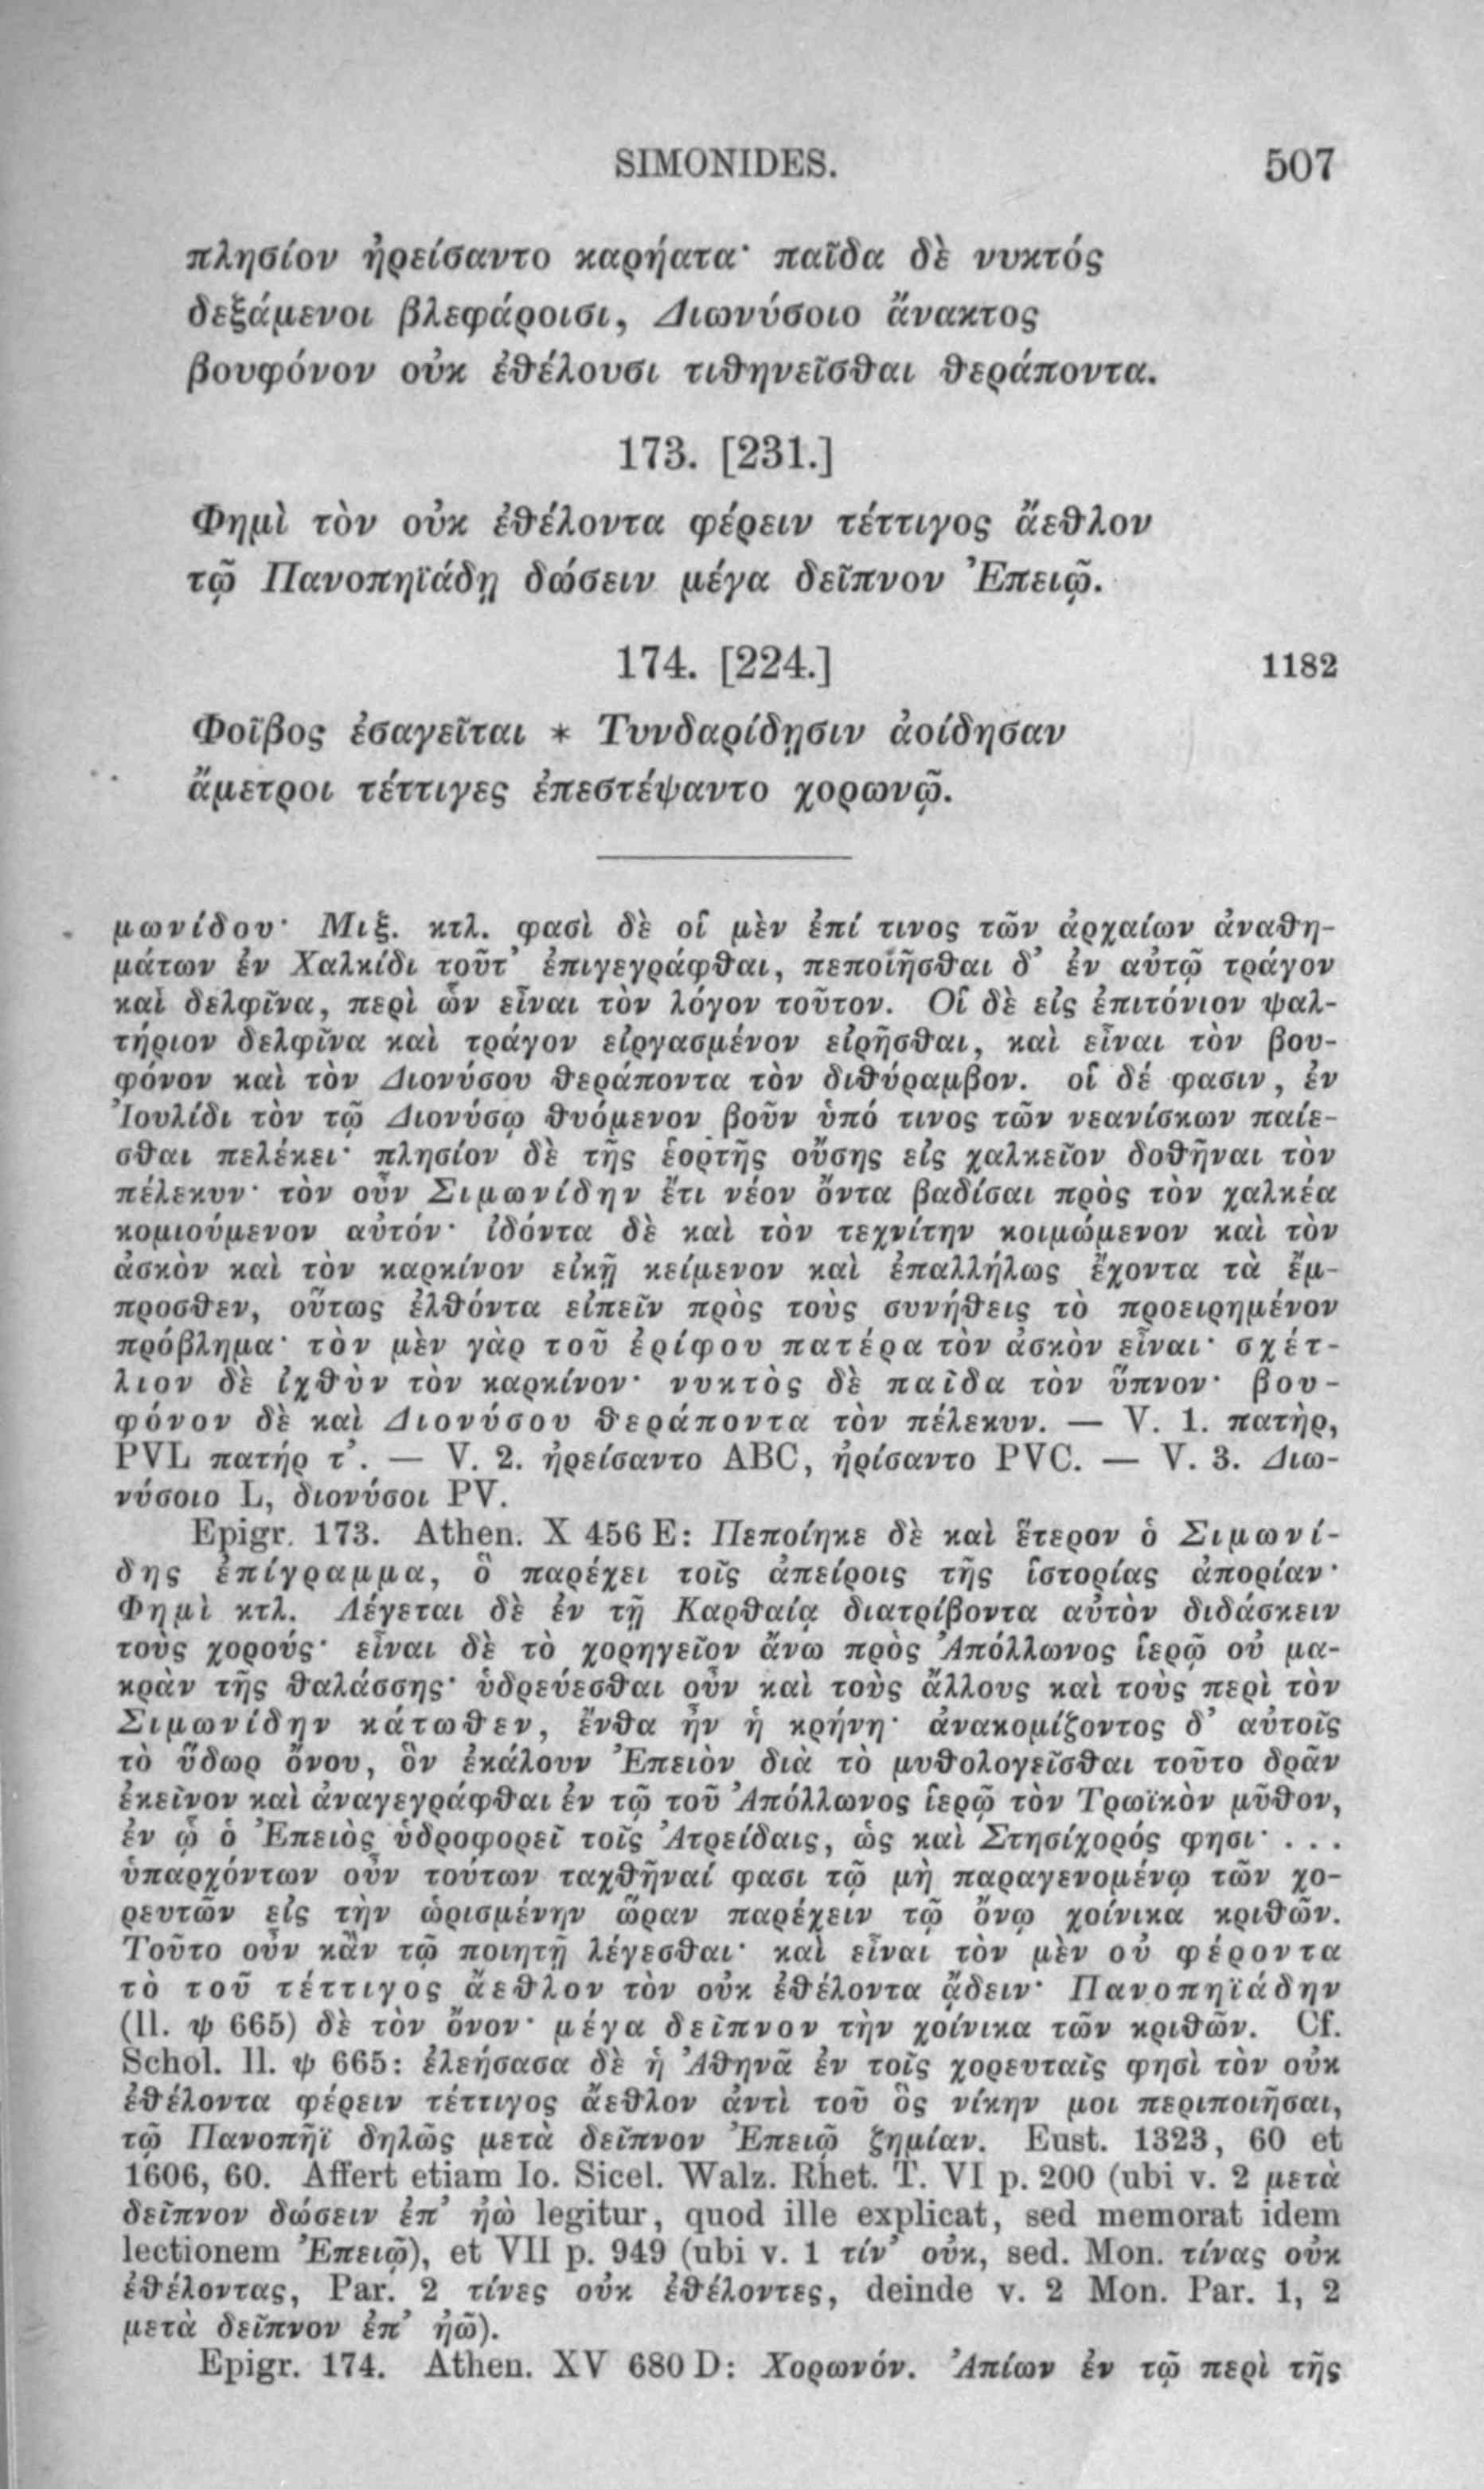 SIMONIDES. 507
πλησίον ἠρείσαντο καρήατα· παῖδα δὲ νυκτός
δεξάμενοι βλεφάροισι, Διωνύσοιο ἄνακτος
βουφόνον οὐκ ἐθέλουσι τιθηνεῖσθαι θεράποντα.
173. [231.]
Φημὶ τὸν οὐκ ἐθέλοντα φέρειν τέττιγος ἄεθλον
τῷ Πανοπηϊάδῃ δώσειν μέγα δεῖπνον Ἐπειῷ.
174. [224.] 1182
Φοῖβος ἐσαγεῖται * Τυνδαρίδῃσιν ἀοίδησαν
ἄμετροι τέττιγες ἐπεστέψαντο χορωνῷ.
μωνίδου· Μιξ. κτλ. φασὶ δὲ οἱ μὲν ἐπί τινος τῶν ἀρχαίων ἀναθη-
μάτων ἐν Χαλκίδι τοῦτ’ ἐπιγεγράφθαι, πεποιῆσθαι δ’ ἐν αὐτῷ τράγον
καὶ δελφῖνα, περὶ ὧν εἶναι τὸν λόγον τοῦτον. Οἱ δὲ εἰς ἐπιτόνιον ψαλ-
τήριον δελφῖνα καὶ τράγον εἰργασμένον εἰρῆσθαι, καὶ εἶναι τὸν βου-
φόνον καὶ τὸν Διονύσου θεράποντα τὸν διθύραμβον. οἱ δέ φασιν, ἐν
Ἰουλίδι τὸν τῷ Διονύσῳ θυόμενον βοῦν ὑπό τινος τῶν νεανίσκων παίε-
σθαι πελέκει· πλησίον δὲ τῆς ἑορτῆς οὔσης εἰς χαλκεῖον δοθῆναι τὸν
πέλεκυν· τὸν οὖν Σιμωνίδην ἔτι νέον ὄντα βαδίσαι πρὸς τὸν χαλκέα
κομιούμενον αὐτόν· ἰδόντα δὲ καὶ τὸν τεχνίτην κοιμώμενον καὶ τὸν
ἀσκὸν καὶ τὸν καρκίνον εἰκῇ κείμενον καὶ ἐπαλλήλως ἔχοντα τὰ ἔμ-
προσθεν, οὕτως ἐλθόντα εἰπεῖν πρὸς τοὺς συνήθεις τὸ προειρημένον
πρόβλημα· τὸν μὲν γὰρ τοῦ ἐρίφου πατέρα τὸν ἀσκὸν εἶναι· σχέτ-
λιον δὲ ἰχθὺν τὸν καρκίνον· νυκτὸς δὲ παῖδα τὸν ὕπνον· βου-
φόνον δὲ καὶ Διονύσου θεράποντα τὸν πέλεκυν. — V. 1. πατὴρ,
PVL πατήρ τ’. — V. 2. ἠρείσαντο ABC, ἠρίσαντο PVC. — V. 3. Διω-
νύσοιο L, διονύσοι PV.
Epigr. 173. Athen. X 456 E: Πεποίηκε δὲ καὶ ἕτερον ὁ Σιμωνί-
δης ἐπίγραμμα, ὃ παρέχει τοῖς ἀπείροις τῆς ἱστορίας ἀπορίαν·
Φημὶ κτλ. Λέγεται δὲ ἐν τῇ Καρθαίᾳ διατρίβοντα αὐτὸν διδάσκειν
τοὺς χορούς· εἶναι δὲ τὸ χορηγεῖον ἄνω πρὸς Ἀπόλλωνος ἱερῷ οὐ μα-
κρὰν τῆς θαλάσσης· ὑδρεύεσθαι οὖν καὶ τοὺς ἄλλους καὶ τοὺς περὶ τὸν
Σιμωνίδην κάτωθεν, ἔνθα ἦν ἡ κρήνη· ἀνακομίζοντος δ’ αὐτοῖς
τὸ ὕδωρ ὄνου, ὃν ἐκάλουν Ἐπειὸν διὰ τὸ μυθολογεῖσθαι τοῦτο δρᾶν
ἐκεῖνον καὶ ἀναγεγράφθαι ἐν τῷ τοῦ Ἀπόλλωνος ἱερῷ τὸν Τρωϊκὸν μῦθον,
ἐν ᾧ ὁ Ἐπειὸς ὑδροφορεῖ τοῖς Ἀτρείδαις, ὡς καὶ Στησίχορός φησι· . . .
ὑπαρχόντων οὖν τούτων ταχθῆναί φασι τῷ μὴ παραγενομένῳ τῶν χο-
ρευτῶν εἰς τὴν ὡρισμένην ὥραν παρέχειν τῷ ὄνῳ χοίνικα κριθῶν.
Τοῦτο οὖν κἂν τῷ ποιητῇ λέγεσθαι· καὶ εἶναι τὸν μὲν οὐ φέροντα
τὸ τοῦ τέττιγος ἄεθλον τὸν οὐκ ἐθέλοντα ᾄδειν· Πανοπηϊάδην
(Il. ψ 665) δὲ τὸν ὄνον· μέγα δεῖπνον τὴν χοίνικα τῶν κριθῶν. Cf.
Schol. Il. ψ 665: ἐλεήσασα δὲ ἡ Ἀθηνᾶ ἐν τοῖς χορευταῖς φησὶ τὸν οὐκ
ἐθέλοντα φέρειν τέττιγος ἄεθλον ἀντὶ τοῦ ὃς νίκην μοι περιποιῆσαι,
τῷ Πανοπῆϊ δηλῶς μετὰ δεῖπνον Ἐπειῷ ζημίαν. Eust. 1323, 60 et
1606, 60. Affert etiam Io. Sicel. Walz. Rhet. T. VI p. 200 (ubi v. 2 μετὰ
δεῖπνον δώσειν ἐπ’ ἠὼ legitur, quod ille explicat, sed memorat idem
lectionem Ἐπειῷ), et VII p. 949 (ubi v. 1 τίν’ οὐκ, sed. Mon. τίνας οὐκ
ἐθέλοντας, Par. 2 τίνες οὐκ ἐθέλοντες, deinde v. 2 Mon. Par. 1, 2
μετὰ δεῖπνον ἐπ’ ἠῶ).
Epigr. 174. Athen. XV 680 D: Χορωνόν. Ἀπίων ἐν τῷ περὶ τῆς